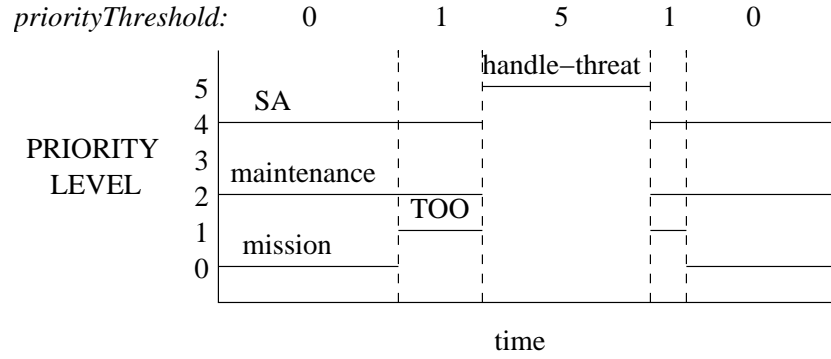 priorityThreshold: 0 1 5 1 0
handle−threat
5
SA
4
PRIORITY
3
maintenance
LEVEL
2
TOO
1
mission
0
time